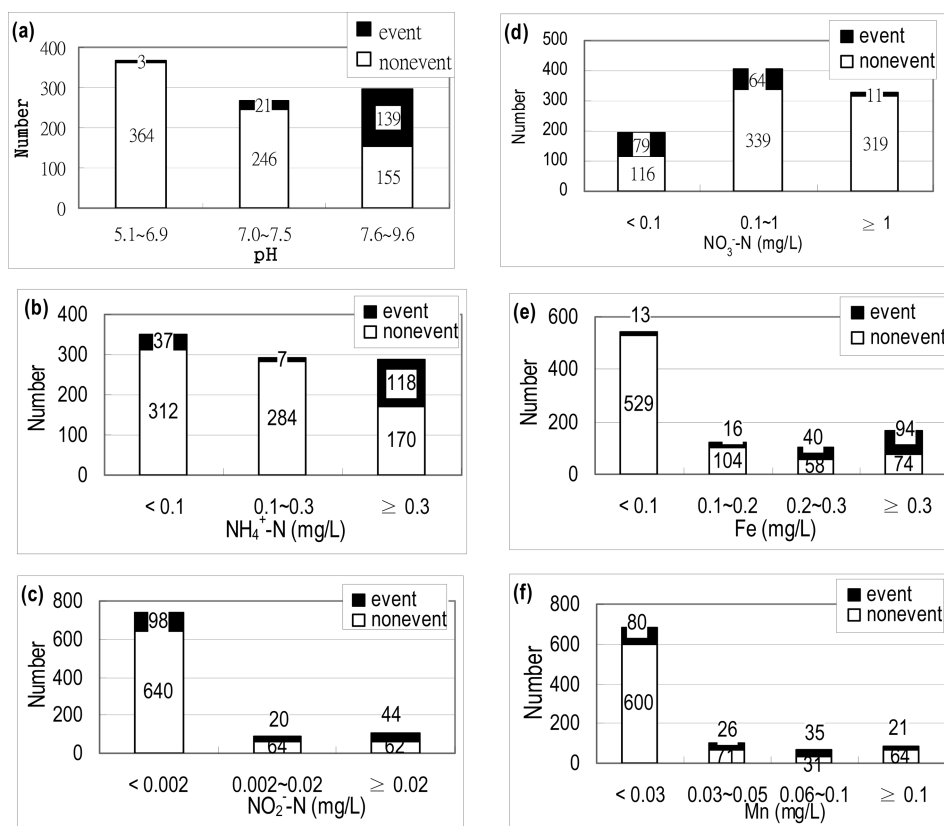 (a)
event
nonevent
400
300
200
100
0
Number
3
364
21
246
139
155
5.1~6.9 7.0~7.5 7.6~9.6
pH
(b)
event
nonevent
400
300
200
100
0
Number
37
312
7
284
118
170
< 0.1 0.1~0.3 ≥ 0.3
NH₄⁺-N (mg/L)
(c)
event
nonevent
800
600
400
200
0
Number
98
640
20
64
44
62
< 0.002 0.002~0.02 ≥ 0.02
NO₂⁻-N (mg/L)
(d)
event
nonevent
500
400
300
200
100
0
Number
79
116
64
339
11
319
< 0.1 0.1~1 ≥ 1
NO₃⁻-N (mg/L)
(e)
event
nonevent
600
400
200
0
Number
13
529
16
104
40
58
94
74
< 0.1 0.1~0.2 0.2~0.3 ≥ 0.3
Fe (mg/L)
(f)
event
nonevent
800
600
400
200
0
Number
80
600
26
71
35
31
21
64
< 0.03 0.03~0.05 0.06~0.1 ≥ 0.1
Mn (mg/L)